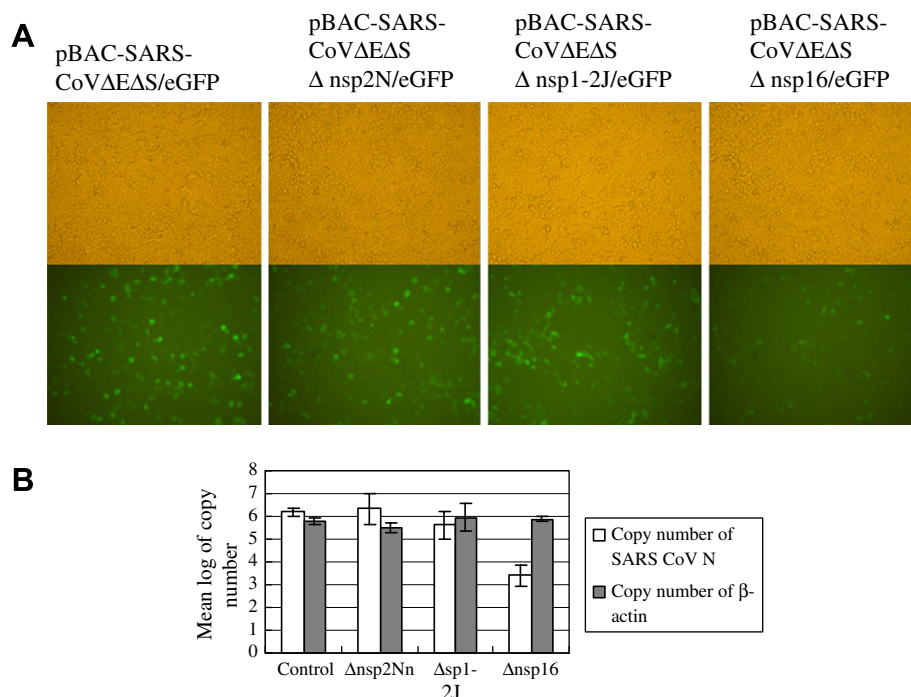 A
pBAC-SARS-
CoVΔEΔS/eGFP
pBAC-SARS-
CoVΔEΔS
Δ nsp2N/eGFP
pBAC-SARS-
CoVΔEΔS
Δ nsp1-2J/eGFP
pBAC-SARS-
CoVΔEΔS
Δ nsp16/eGFP
B
Mean log of copy
number
8
7
6
5
4
3
2
1
0
Control
Δnsp2Nn
Δsp1-
2J
Δnsp16
Copy number of
SARS CoV N
Copy number of β-
actin